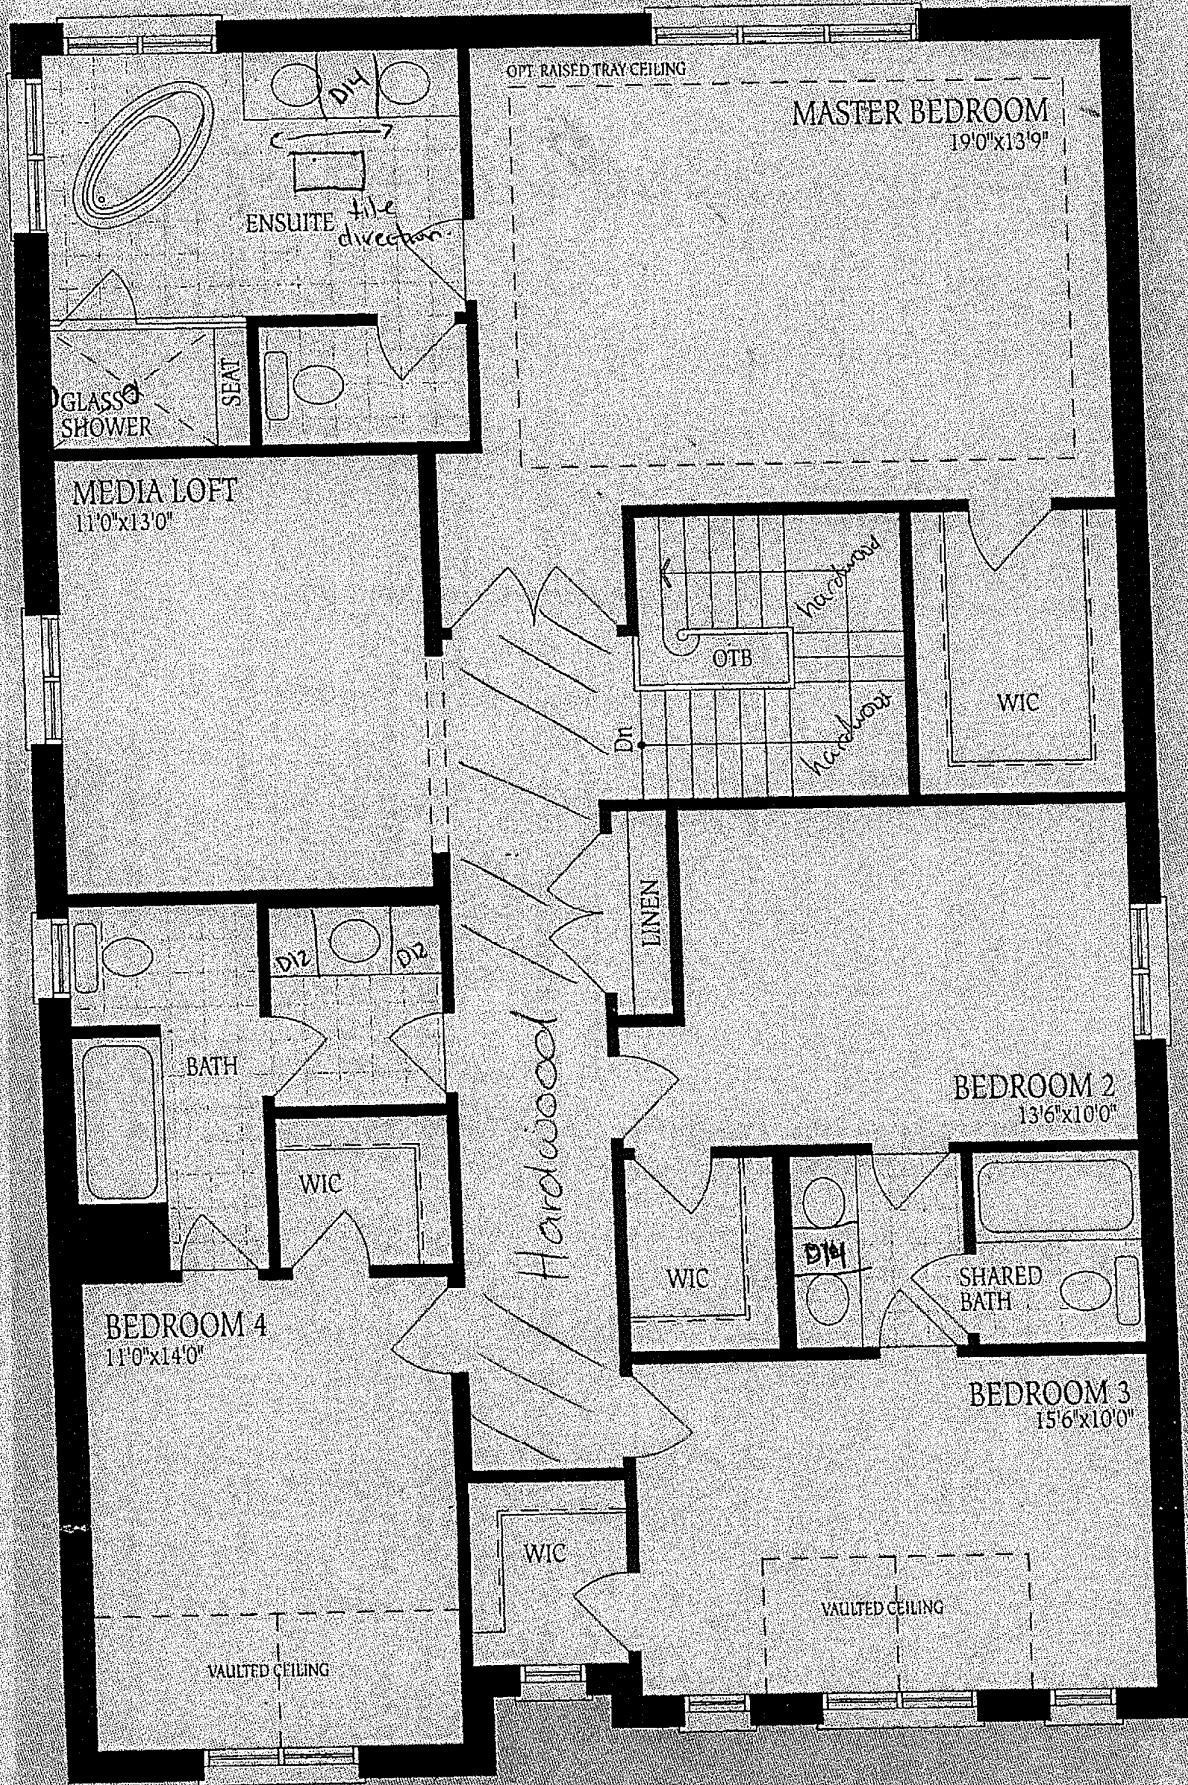 OPT. RAISED TRAY CEILING
MASTER BEDROOM
19'0"x13'9"
D14
ENSUITE
tile
direction.
GLASS
SHOWER
SEAT
MEDIA LOFT
11'0"x13'0"
hardwood
OTB
Dn
hardwood
WIC
LINEN
D12
D12
BATH
Hardwood
BEDROOM 2
13'6"x10'0"
WIC
WIC
D14
SHARED
BATH
BEDROOM 4
11'0"x14'0"
BEDROOM 3
15'6"x10'0"
WIC
VAULTED CEILING
VAULTED CEILING